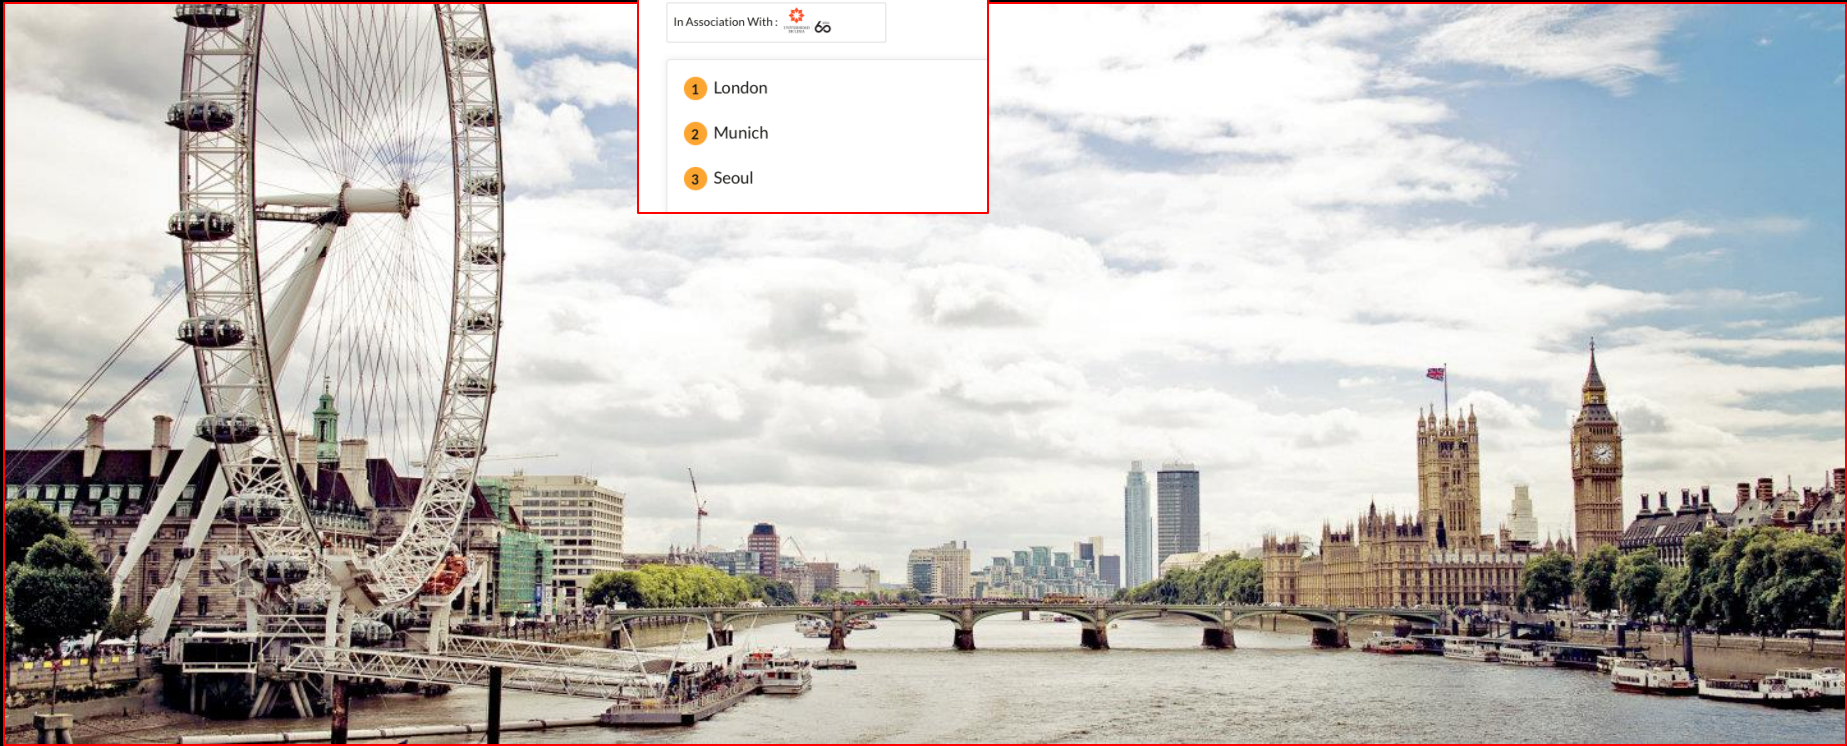 In Association With :
1 London
2 Munich
3 Seoul